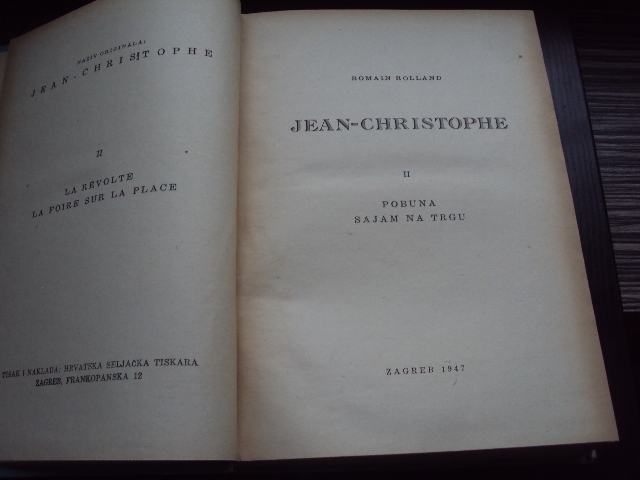 NAZIV ORIGINALA:
JEAN-CHRISTOPHE
II
LA RÉVOLTE
LA FOIRE SUR LA PLACE
TISAK I NAKLADA: HRVATSKA SELJAČKA TISKARA
ZAGREB, FRANKOPANSKA 12
ROMAIN ROLLAND
JEAN-CHRISTOPHE
II
POBUNA
SAJAM NA TRGU
ZAGREB 1947